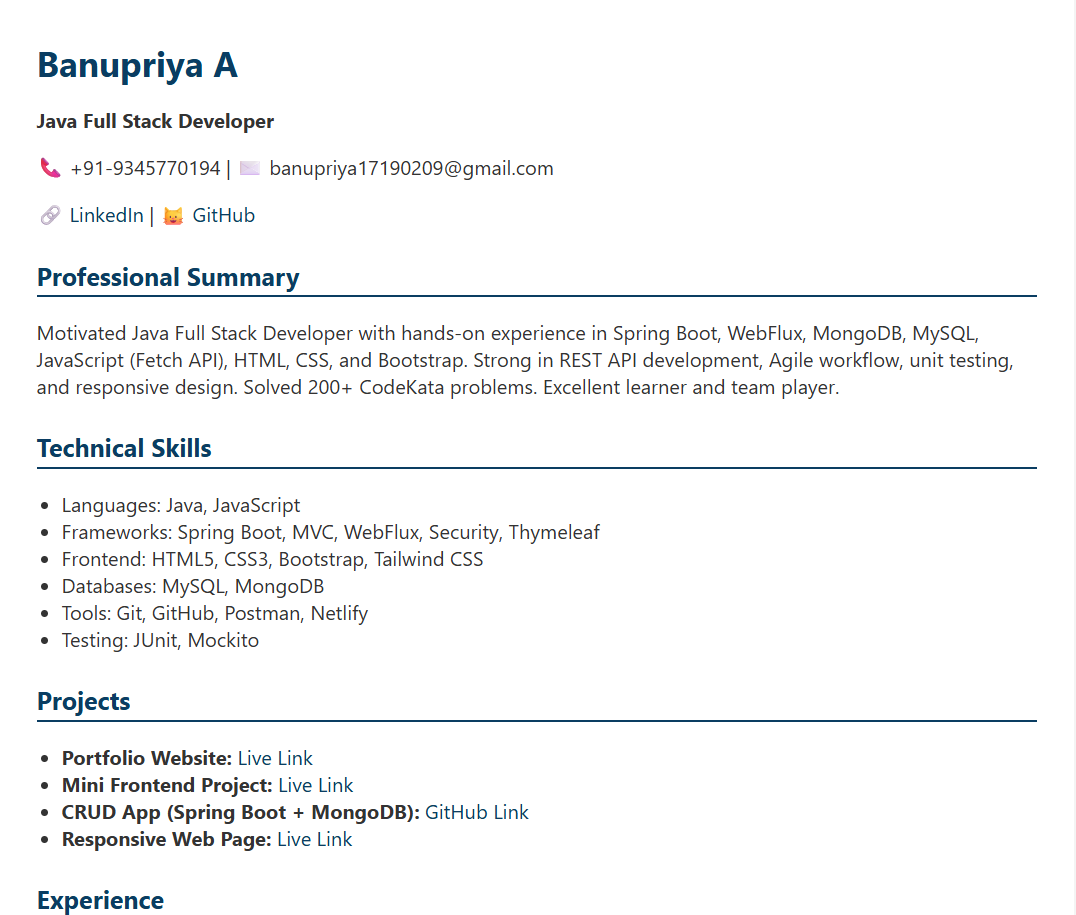 Banupriya A
Java Full Stack Developer
📞 +91-9345770194 | ✉️ banupriya17190209@gmail.com
🔗 LinkedIn | 🐱 GitHub
Professional Summary
Motivated Java Full Stack Developer with hands-on experience in Spring Boot, WebFlux, MongoDB, MySQL,
JavaScript (Fetch API), HTML, CSS, and Bootstrap. Strong in REST API development, Agile workflow, unit testing,
and responsive design. Solved 200+ CodeKata problems. Excellent learner and team player.
Technical Skills
• Languages: Java, JavaScript
• Frameworks: Spring Boot, MVC, WebFlux, Security, Thymeleaf
• Frontend: HTML5, CSS3, Bootstrap, Tailwind CSS
• Databases: MySQL, MongoDB
• Tools: Git, GitHub, Postman, Netlify
• Testing: JUnit, Mockito
Projects
• Portfolio Website: Live Link
• Mini Frontend Project: Live Link
• CRUD App (Spring Boot + MongoDB): GitHub Link
• Responsive Web Page: Live Link
Experience